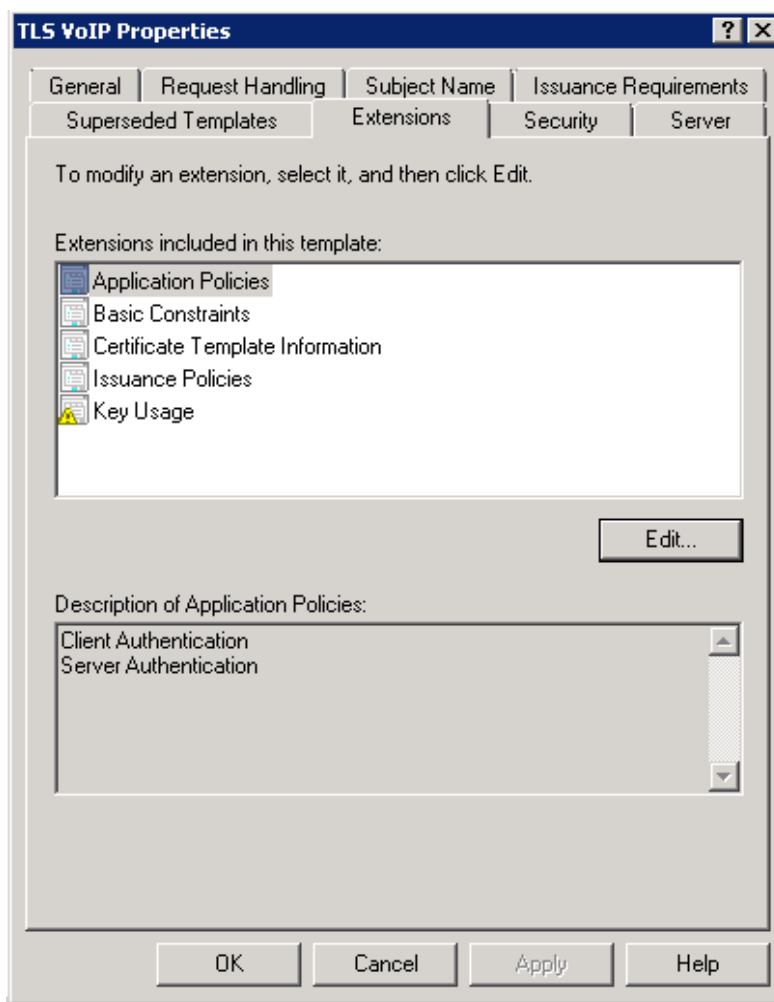 TLS VoIP Properties
General Request Handling Subject Name Issuance Requirements
Superseded Templates Extensions Security Server
To modify an extension, select it, and then click Edit.
Extensions included in this template:
Application Policies
Basic Constraints
Certificate Template Information
Issuance Policies
Key Usage
Edit...
Description of Application Policies:
Client Authentication
Server Authentication
OK Cancel Apply Help